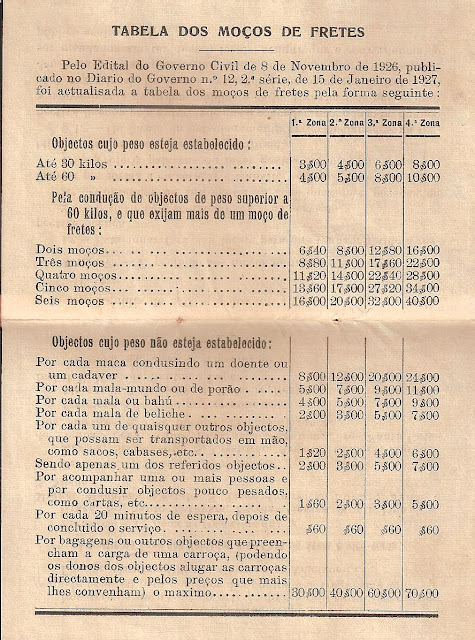 TABELA DOS MOÇOS DE FRETES
Pelo Edital do Governo Civil de 8 de Novembro de 1926, publi-
cado no Diario do Governo n.º 12, 2.ª série, de 15 de Janeiro de 1927,
foi actualisada a tabela dos moços de fretes pela forma seguinte:
1.ª Zona 2.ª Zona 3.ª Zona 4.ª Zona
Objectos cujo peso esteja estabelecido:
Até 30 kilos 3$00 4$00 6$00 8$00
Até 60 » 4$00 5$00 8$00 10$00
Pela condução de objectos de peso superior a
60 kilos, e que exijam mais de um moço de
fretes:
Dois moços 6$40 8$00 12$80 16$00
Três moços 8$80 11$00 17$60 22$00
Quatro moços 11$20 14$00 22$40 28$00
Cinco moços 13$60 17$00 27$20 34$00
Seis moços 16$00 20$00 32$00 40$00
Objectos cujo peso não esteja estabelecido:
Por cada maca condusindo um doente ou
um cadaver 8$00 12$00 20$00 24$00
Por cada mala-mundo ou de porão 5$00 7$00 9$00 11$00
Por cada mala ou bahú 4$00 5$00 7$00 9$00
Por cada mala de beliche 2$00 3$00 5$00 7$00
Por cada um de quaisquer outros objectos,
que possam ser transportados em mão,
como sacos, cabases, etc. 1$20 2$00 4$00 6$00
Sendo apenas um dos referidos objectos 2$00 3$00 5$00 7$00
Por acompanhar uma ou mais pessoas e
por condusir objectos pouco pesados,
como cartas, etc. 1$60 2$00 3$00 5$00
Por cada 20 minutos de espera, depois de
concluido o serviço $60 $60 $60 $60
Por bagagens ou outros objectos que preen-
cham a carga de uma carroça, (podendo
os donos dos objectos alugar as carroças
directamente e pelos preços que mais
lhes convenham) o maximo 30$00 40$00 60$00 70$00